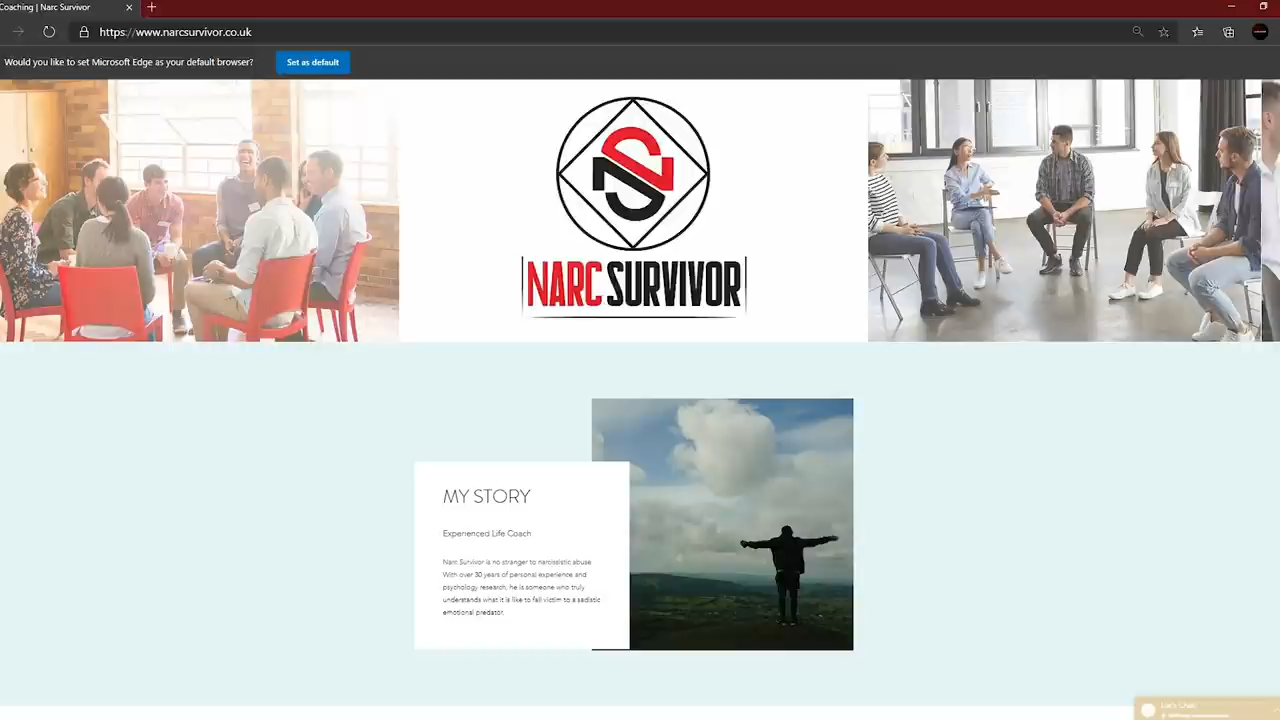 Coaching | Narc Survivor
https://www.narcsurvivor.co.uk
Would you like to set Microsoft Edge as your default browser? Set as default
NARC SURVIVOR
MY STORY
Experienced Life Coach
Narc Survivor is no stranger to narcissistic abuse
With over 30 years of personal experience and
psychology research, he is someone who truly
understands what it is like to fall victim to a sadistic
emotional predator.
Let's Chat!